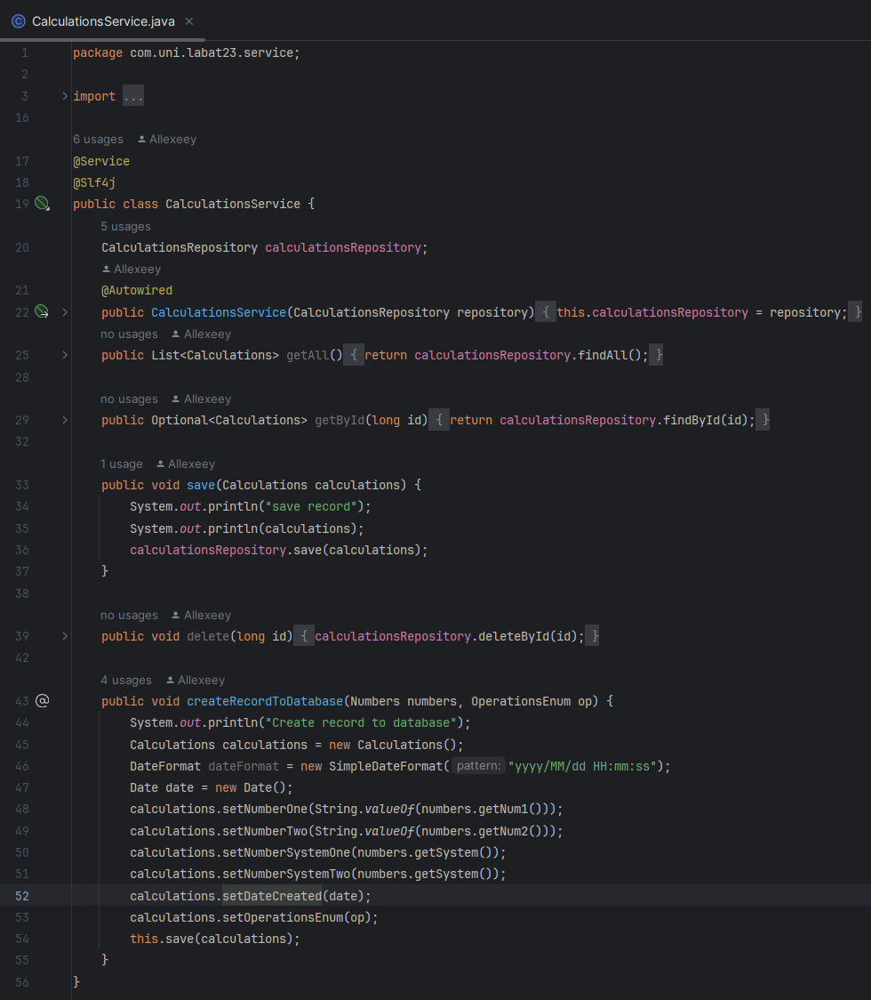 CalculationsService.java
1 package com.uni.labat23.service;
2
3 import ...
16
6 usages Allexeey
17 @Service
18 @Slf4j
19 public class CalculationsService {
5 usages
20 CalculationsRepository calculationsRepository;
Allexeey
21 @Autowired
22 public CalculationsService(CalculationsRepository repository) { this.calculationsRepository = repository; }
no usages Allexeey
25 public List<Calculations> getAll() { return calculationsRepository.findAll(); }
28
no usages Allexeey
29 public Optional<Calculations> getById(long id) { return calculationsRepository.findById(id); }
32
1 usage Allexeey
33 public void save(Calculations calculations) {
34 System.out.println("save record");
35 System.out.println(calculations);
36 calculationsRepository.save(calculations);
37 }
38
no usages Allexeey
39 public void delete(long id) { calculationsRepository.deleteById(id); }
42
4 usages Allexeey
43 public void createRecordToDatabase(Numbers numbers, OperationsEnum op) {
44 System.out.println("Create record to database");
45 Calculations calculations = new Calculations();
46 DateFormat dateFormat = new SimpleDateFormat( pattern: "yyyy/MM/dd HH:mm:ss");
47 Date date = new Date();
48 calculations.setNumberOne(String.valueOf(numbers.getNum1()));
49 calculations.setNumberTwo(String.valueOf(numbers.getNum2()));
50 calculations.setNumberSystemOne(numbers.getSystem());
51 calculations.setNumberSystemTwo(numbers.getSystem());
52 calculations.setDateCreated(date);
53 calculations.setOperationsEnum(op);
54 this.save(calculations);
55 }
56 }